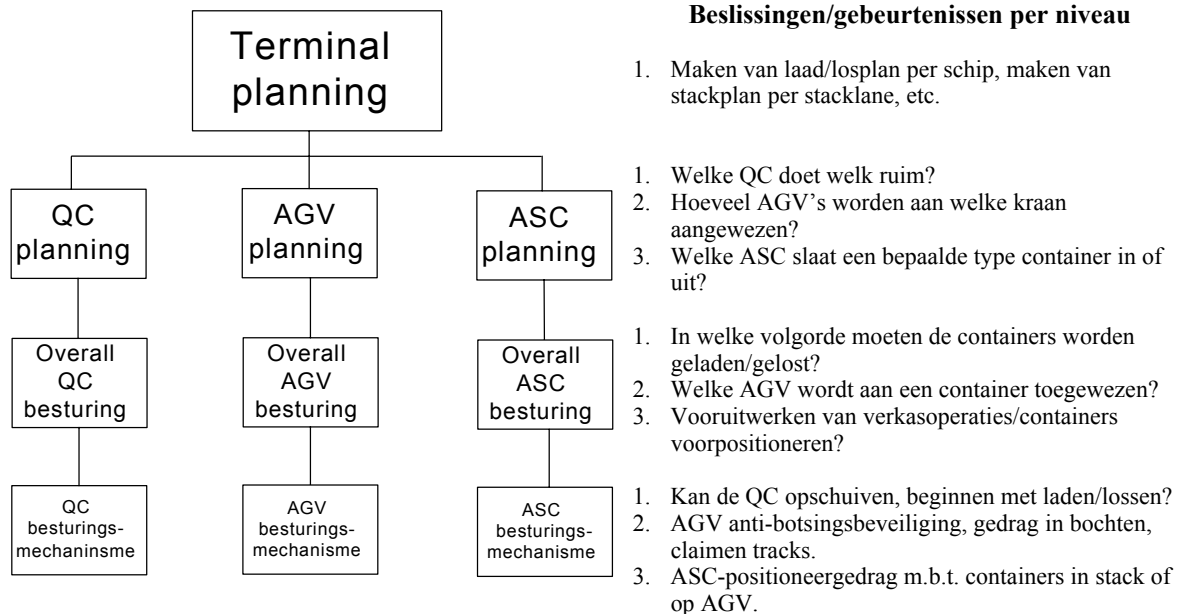 Terminal
planning
QC
planning
AGV
planning
ASC
planning
Overall
QC
besturing
Overall
AGV
besturing
Overall
ASC
besturing
QC
besturings-
mechaninsme
AGV
besturings-
mechanisme
ASC
besturings-
mechanisme
Beslissingen/gebeurtenissen per niveau
1. Maken van laad/losplan per schip, maken van
stackplan per stacklane, etc.
1. Welke QC doet welk ruim?
2. Hoeveel AGV’s worden aan welke kraan
aangewezen?
3. Welke ASC slaat een bepaalde type container in of
uit?
1. In welke volgorde moeten de containers worden
geladen/gelost?
2. Welke AGV wordt aan een container toegewezen?
3. Vooruitwerken van verkasoperaties/containers
voorpositioneren?
1. Kan de QC opschuiven, beginnen met laden/lossen?
2. AGV anti-botsingsbeveiliging, gedrag in bochten,
claimen tracks.
3. ASC-positioneergedrag m.b.t. containers in stack of
op AGV.